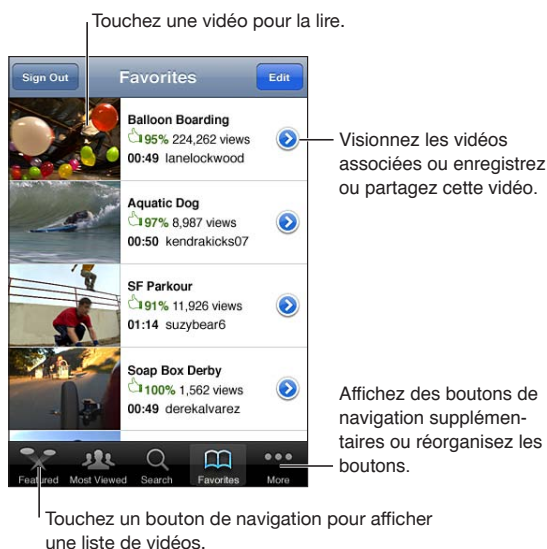 Touchez une vidéo pour la lire.
Sign Out
Favorites
Edit
Balloon Boarding
95% 224,262 views
00:49 lanelockwood
Visionnez les vidéos
associées ou enregistrez
ou partagez cette vidéo.
Aquatic Dog
97% 8,987 views
00:50 kendrakicks07
SF Parkour
91% 11,926 views
01:14 suzybear6
Soap Box Derby
100% 1,562 views
00:49 derekalvarez
Affichez des boutons de
navigation supplémen-
taires ou réorganisez les
boutons.
Featured
Most Viewed
Search
Favorites
More
Touchez un bouton de navigation pour afficher
une liste de vidéos.